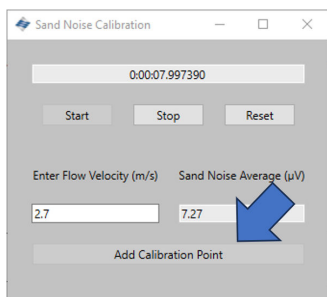 Sand Noise Calibration
0:00:07.997390
Start Stop Reset
Enter Flow Velocity (m/s) Sand Noise Average (µV)
2.7 7.27
Add Calibration Point